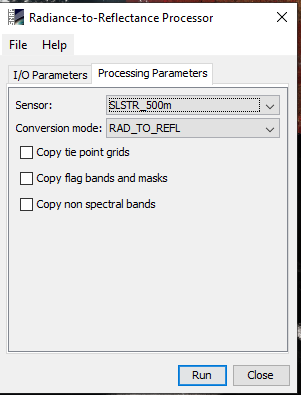 Radiance-to-Reflectance Processor
File Help
I/O Parameters Processing Parameters
Sensor: SLSTR_500m
Conversion mode: RAD_TO_REFL
Copy tie point grids
Copy flag bands and masks
Copy non spectral bands
Run Close